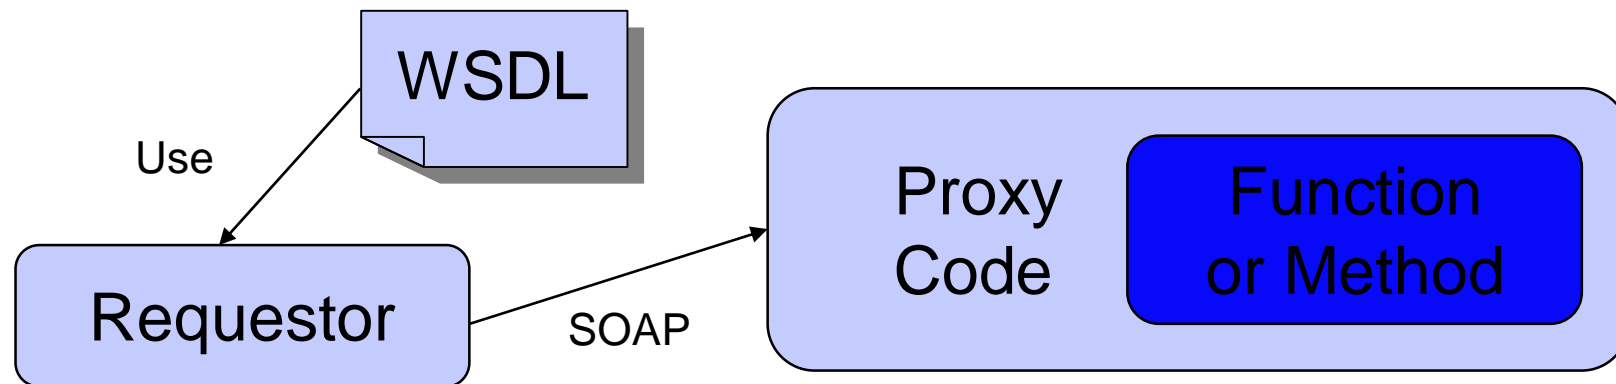 WSDL
Use
Proxy
Code
Function
or Method
Requestor
SOAP